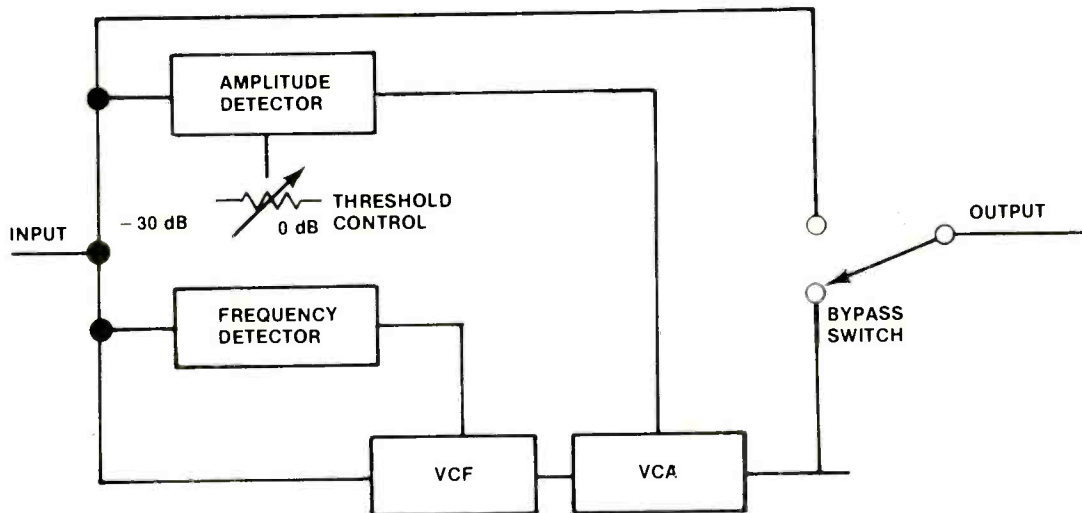 AMPLITUDE
DETECTOR
THRESHOLD
CONTROL
– 30 dB
0 dB
INPUT
OUTPUT
FREQUENCY
DETECTOR
BYPASS
SWITCH
VCF
VCA